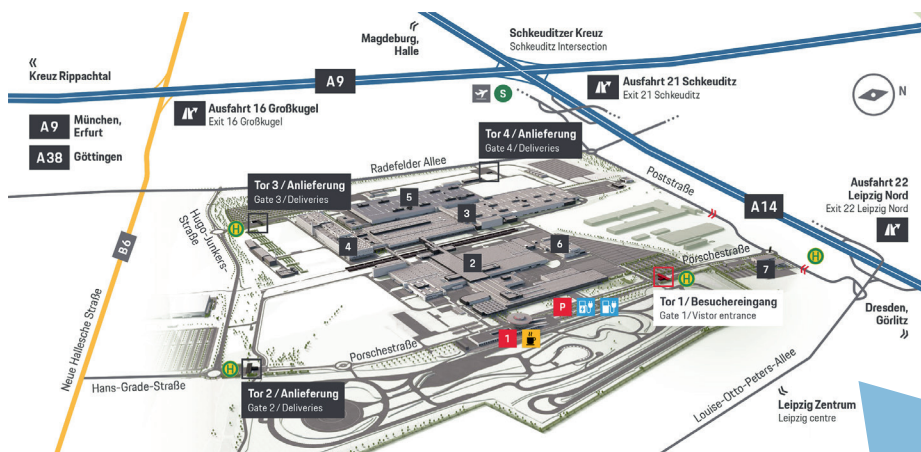 Magdeburg,
Halle
Schkeuditzer Kreuz
Schkeuditz Intersection
Kreuz Rippachtal
A9
A9
München,
Erfurt
A38
Göttingen
Ausfahrt 16 Großkugel
Exit 16 Großkugel
S
Ausfahrt 21 Schkeuditz
Exit 21 Schkeuditz
N
Tor 4 / Anlieferung
Gate 4 / Deliveries
Radefelder Allee
Tor 3 / Anlieferung
Gate 3 / Deliveries
Poststraße
Ausfahrt 22
Leipzig Nord
Exit 22 Leipzig Nord
A14
Hugo-Junkers-
Straße
H
B6
5
3
4
2
6
Porschestraße
7
H
H
Tor 1 / Besuchereingang
Gate 1 / Vistor entrance
P
1
Dresden,
Görlitz
Neue Hallesche Straße
Porschestraße
H
Hans-Grade-Straße
Tor 2 / Anlieferung
Gate 2 / Deliveries
Louise-Otto-Peters-Allee
Leipzig Zentrum
Leipzig centre